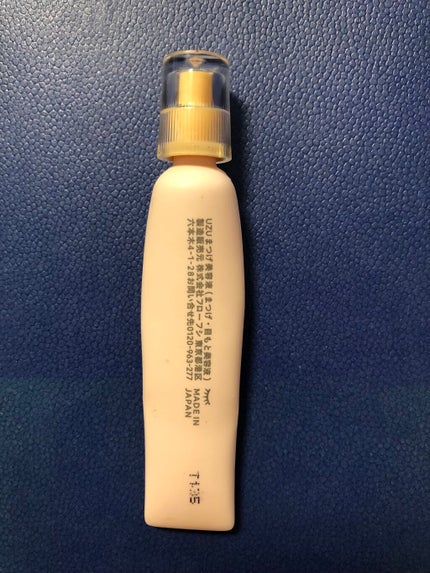 UZUまつげ美容液(まつげ・目もと美容液)
製造販売元 株式会社フローフシ 東京都港区
六本木4-1-28お問い合せ先0120-963-277
MADE IN
JAPAN